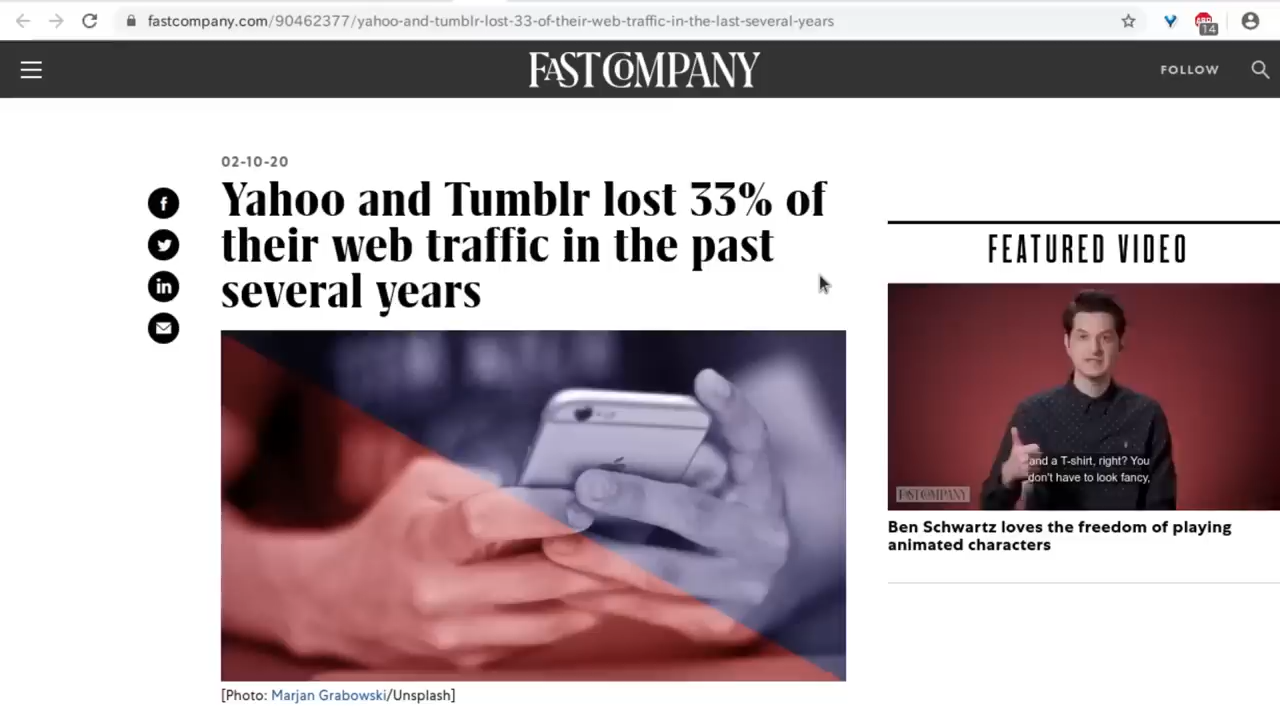 fastcompany.com/90462377/yahoo-and-tumblr-lost-33-of-their-web-traffic-in-the-last-several-years
14
FAST COMPANY
FOLLOW
02-10-20
Yahoo and Tumblr lost 33% of
their web traffic in the past
several years
f
in
FEATURED VIDEO
and a T-shirt, right? You
don't have to look fancy,
FAST COMPANY
Ben Schwartz loves the freedom of playing
animated characters
[Photo: Marjan Grabowski/Unsplash]